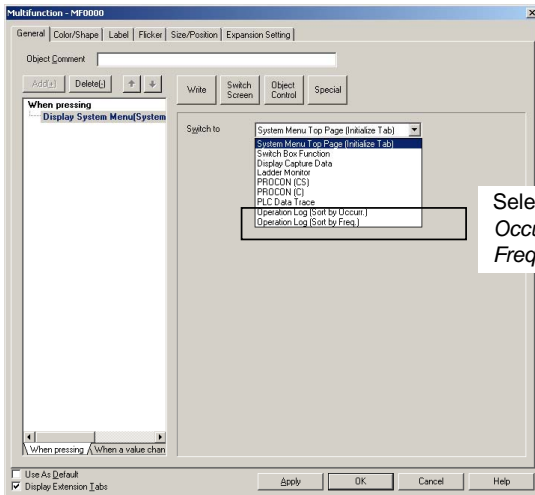 Multifunction - MF0000
General Color/Shape Label Flicker Size/Position Expansion Setting
Object Comment
Add(+) Delete(-)
Write Switch Screen Object Control Special
When pressing
Display System Menu(System
Switch to System Menu Top Page (Initialize Tab)
System Menu Top Page (Initialize Tab)
Switch Box Function
Display Capture Data
Ladder Monitor
PROCON (CS)
PROCON (C)
PLC Data Trace
Operation Log (Sort by Occurr.)
Operation Log (Sort by Freq.)
When pressing When a value chan
Use As Default
Display Extension Tabs
Apply OK Cancel Help